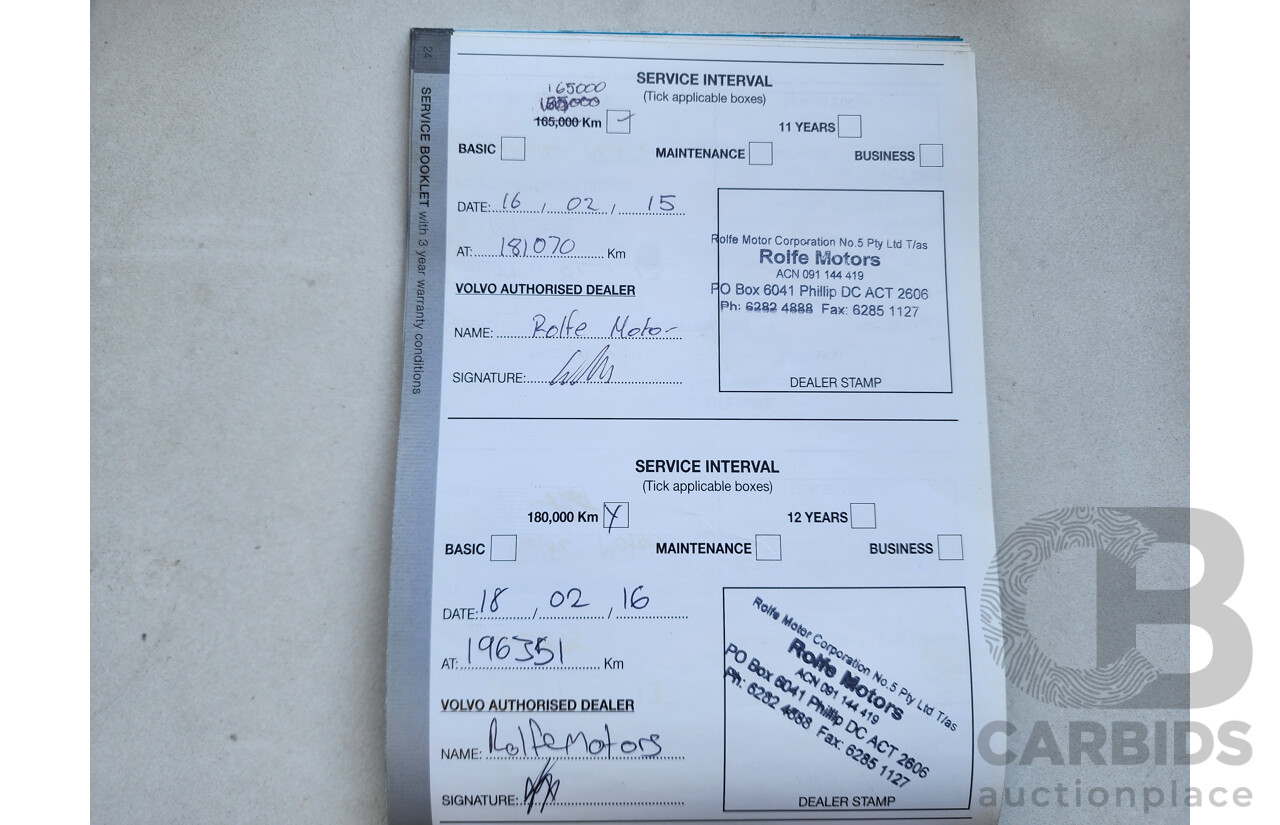 24
SERVICE BOOKLET with 3 year warranty conditions
SERVICE INTERVAL
(Tick applicable boxes)
165000
165,000 Km
11 YEARS
BASIC
MAINTENANCE
BUSINESS
DATE: 16 / 02 / 15
AT: 181070 Km
VOLVO AUTHORISED DEALER
NAME: Rolfe Motor
SIGNATURE:
Rolfe Motor Corporation No.5 Pty Ltd T/as
Rolfe Motors
ACN 091 144 419
PO Box 6041 Phillip DC ACT 2606
Ph: 6282 4888 Fax: 6285 1127
DEALER STAMP
SERVICE INTERVAL
(Tick applicable boxes)
180,000 Km
12 YEARS
BASIC
MAINTENANCE
BUSINESS
DATE: 18 / 02 / 16
AT: 196351 Km
VOLVO AUTHORISED DEALER
NAME: Rolfe Motors
SIGNATURE:
Rolfe Motor Corporation No.5 Pty Ltd T/as
Rolfe Motors
ACN 091 144 419
PO Box 6041 Phillip DC ACT 2606
Ph: 6282 4888 Fax: 6285 1127
DEALER STAMP
CB
CARBIDS
auctionplace